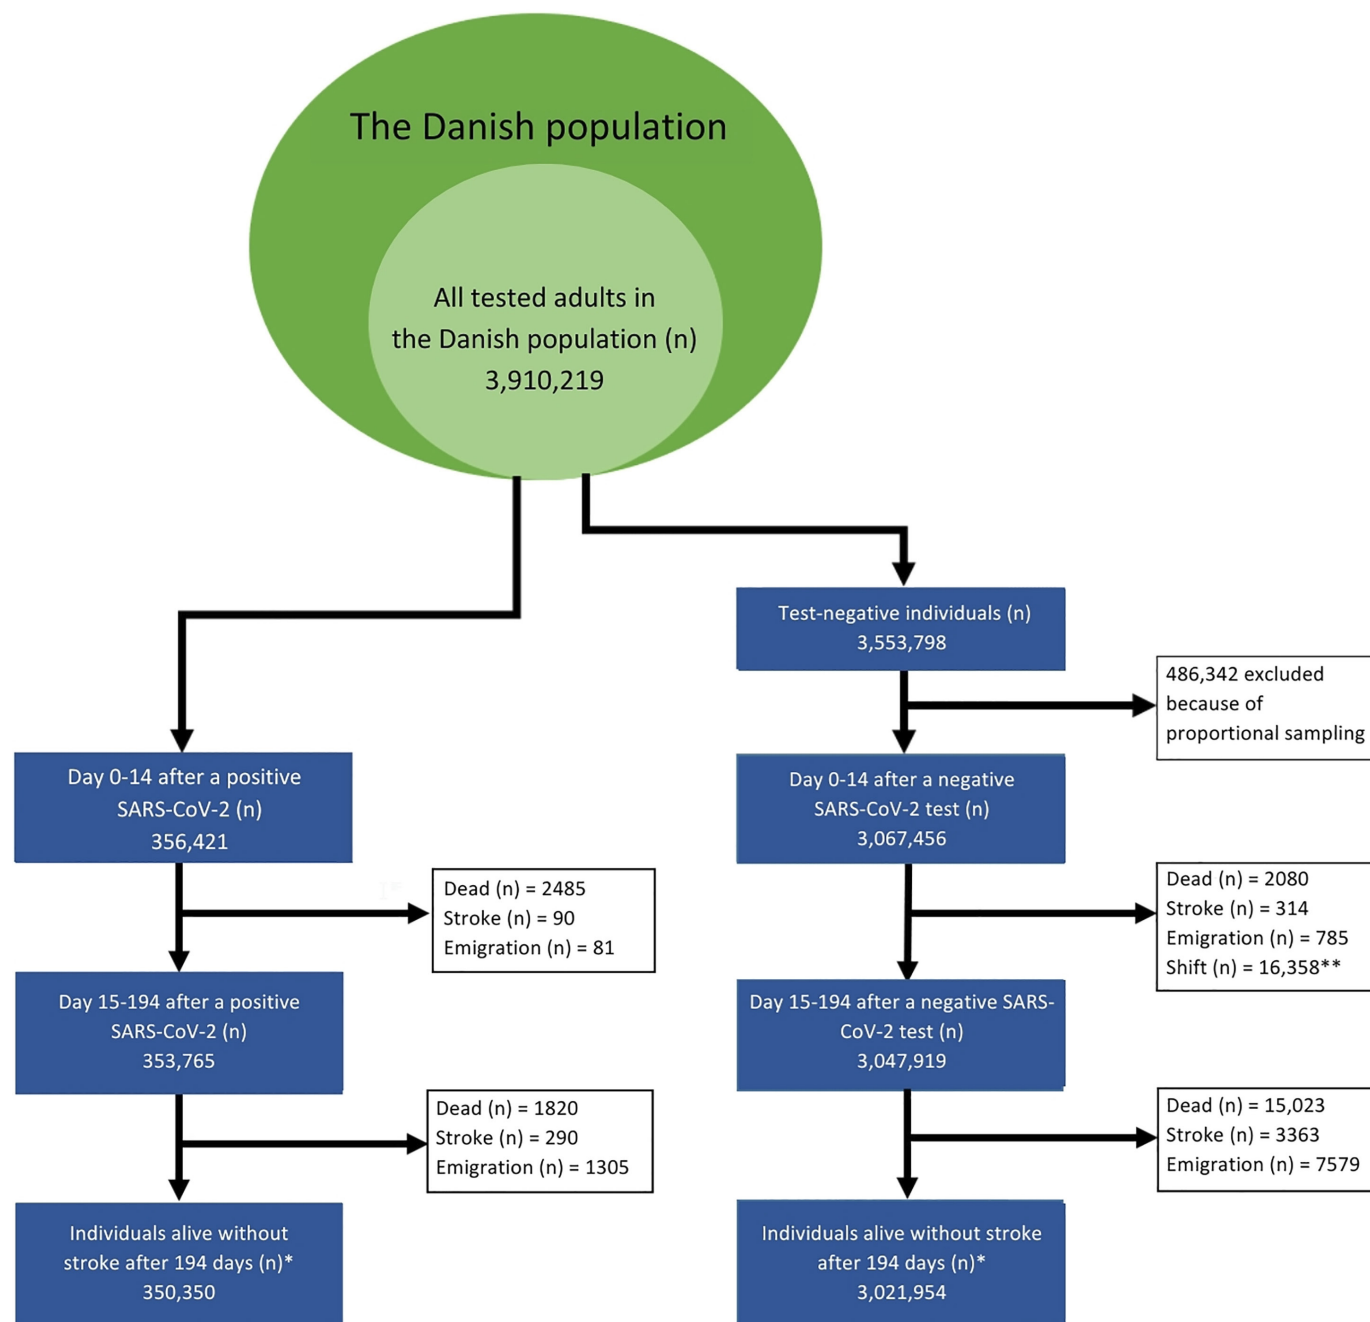 The Danish population
All tested adults in
the Danish population (n)
3,910,219
Test-negative individuals (n)
3,553,798
486,342 excluded
because of
proportional sampling
Day 0-14 after a positive
SARS-CoV-2 (n)
356,421
Day 0-14 after a negative
SARS-CoV-2 test (n)
3,067,456
Dead (n) = 2485
Stroke (n) = 90
Emigration (n) = 81
Dead (n) = 2080
Stroke (n) = 314
Emigration (n) = 785
Shift (n) = 16,358**
Day 15-194 after a positive
SARS-CoV-2 (n)
353,765
Day 15-194 after a negative SARS-
CoV-2 test (n)
3,047,919
Dead (n) = 1820
Stroke (n) = 290
Emigration (n) = 1305
Dead (n) = 15,023
Stroke (n) = 3363
Emigration (n) = 7579
Individuals alive without
stroke after 194 days (n)*
350,350
Individuals alive without stroke
after 194 days (n)*
3,021,954